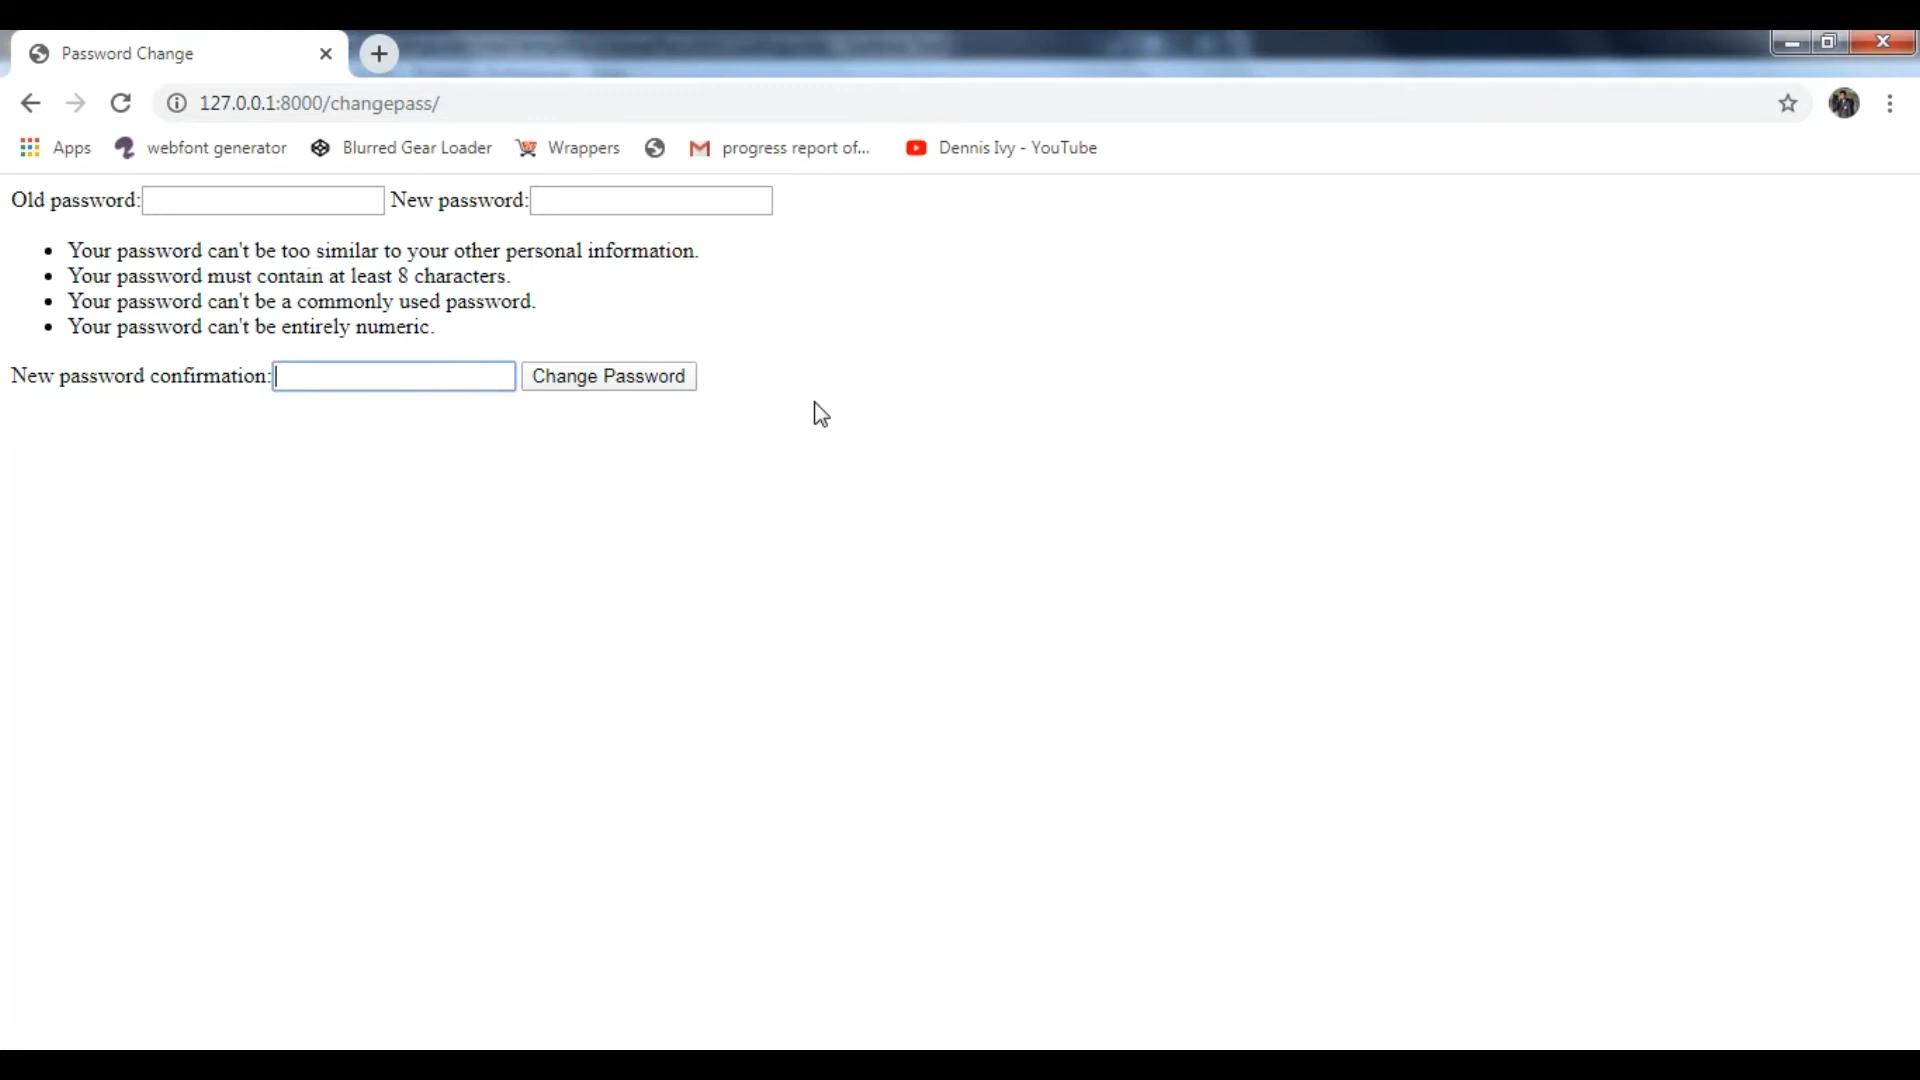 Password Change
127.0.0.1:8000/changepass/
Apps webfont generator Blurred Gear Loader Wrappers progress report of... Dennis Ivy - YouTube
Old password: New password:
• Your password can't be too similar to your other personal information.
• Your password must contain at least 8 characters.
• Your password can't be a commonly used password.
• Your password can't be entirely numeric.
New password confirmation: Change Password